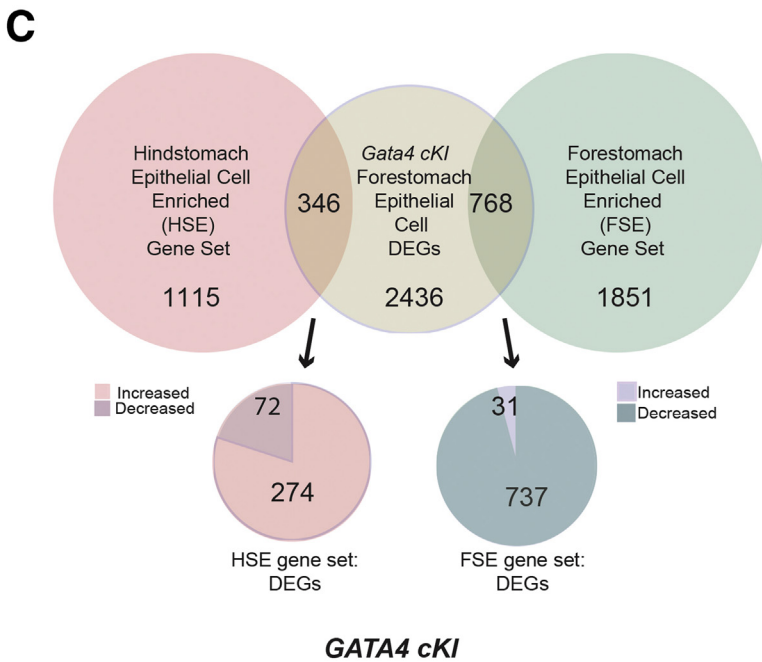 C
Hindstomach
Epithelial Cell
Enriched
(HSE)
Gene Set
1115
346
Gata4 cKI
Forestomach
Epithelial
Cell
DEGs
2436
768
Forestomach
Epithelial Cell
Enriched
(FSE)
Gene Set
1851
Increased
Decreased
72
274
HSE gene set:
DEGs
31
737
FSE gene set:
DEGs
Increased
Decreased
GATA4 cKI